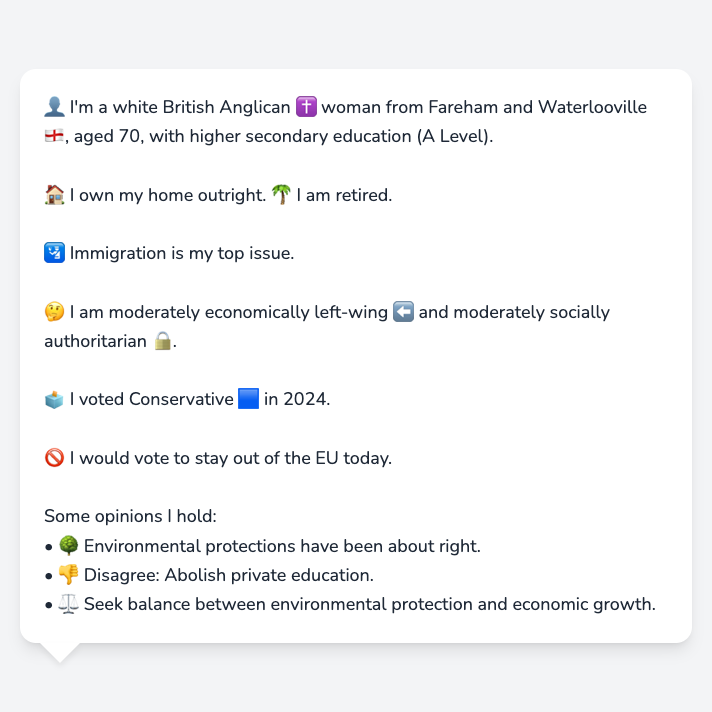 👤 I'm a white British Anglican ✝️ woman from Fareham and Waterlooville
🏴󠁧󠁢󠁥󠁮󠁧󠁿, aged 70, with higher secondary education (A Level).
🏠 I own my home outright. 🌴 I am retired.
🛂 Immigration is my top issue.
🤔 I am moderately economically left-wing ⬅️ and moderately socially
authoritarian 🔒.
🗳️ I voted Conservative 🟦 in 2024.
🚫 I would vote to stay out of the EU today.
Some opinions I hold:
• 🌳 Environmental protections have been about right.
• 👎 Disagree: Abolish private education.
• ⚖️ Seek balance between environmental protection and economic growth.